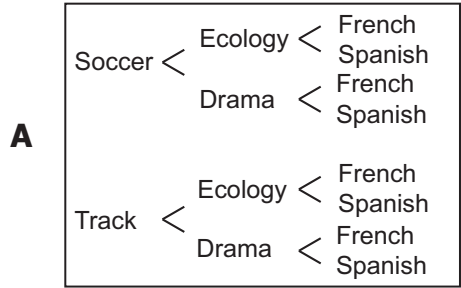 A
Soccer < Ecology < French
Spanish
Drama < French
Spanish
Track < Ecology < French
Spanish
Drama < French
Spanish